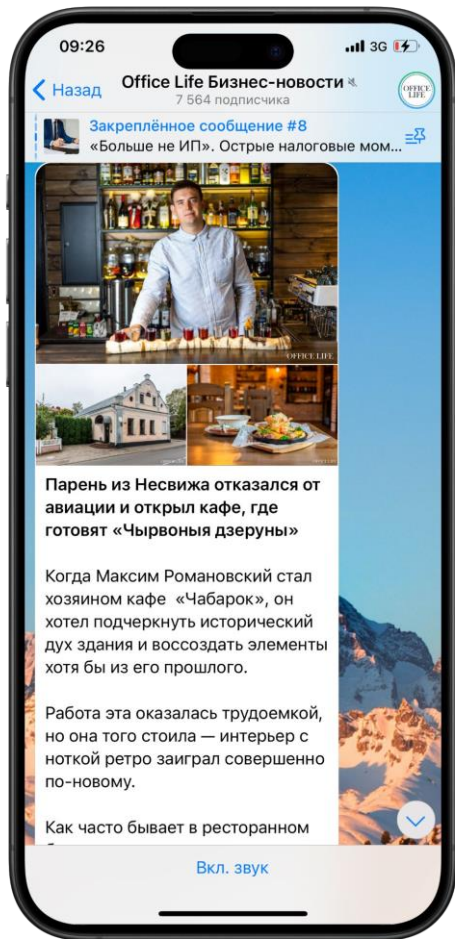 09:26
3G
Назад
Office Life Бизнес-новости
7 564 подписчика
OFFICE
LIFE
Закреплённое сообщение #8
«Больше не ИП». Острые налоговые мом...
OFFICE LIFE
Парень из Несвижа отказался от
авиации и открыл кафе, где
готовят «Чырвоныя дзеруны»
Когда Максим Романовский стал
хозяином кафе «Чабарок», он
хотел подчеркнуть исторический
дух здания и воссоздать элементы
хотя бы из его прошлого.
Работа эта оказалась трудоемкой,
но она того стоила — интерьер с
ноткой ретро заиграл совершенно
по-новому.
Как часто бывает в ресторанном
Вкл. звук